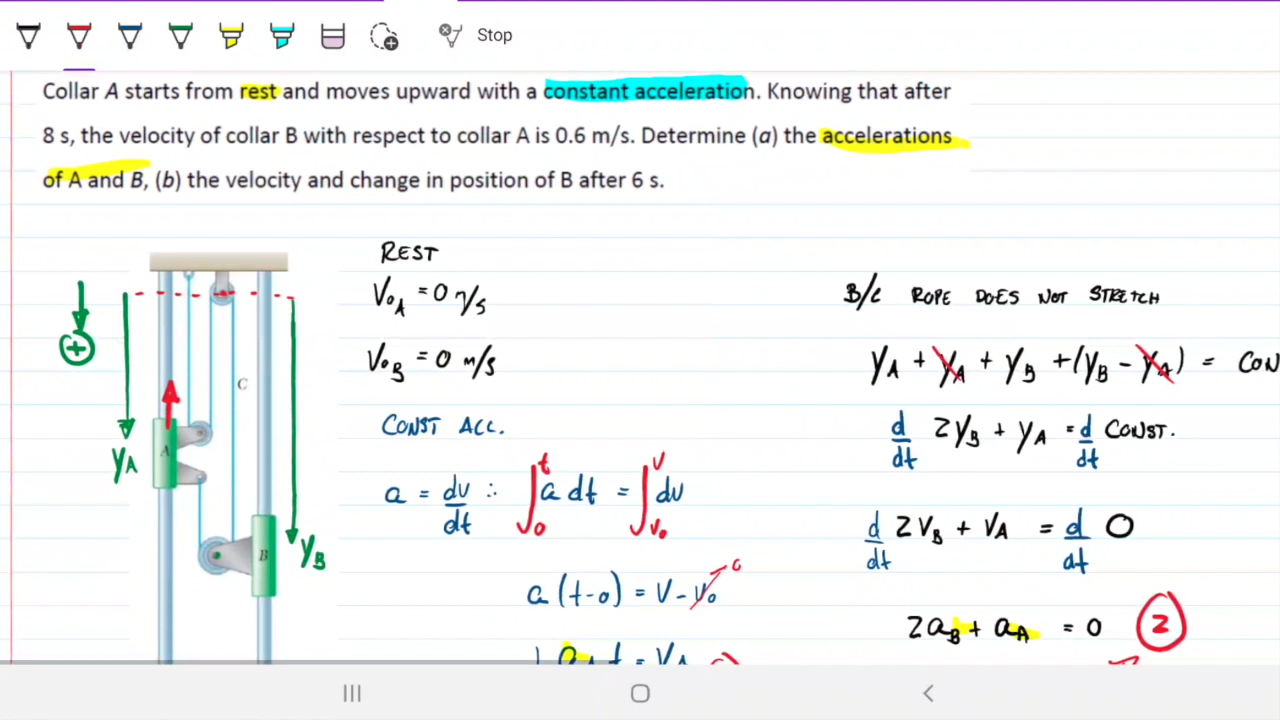 Stop
Collar A starts from rest and moves upward with a constant acceleration. Knowing that after
8 s, the velocity of collar B with respect to collar A is 0.6 m/s. Determine (a) the accelerations
of A and B, (b) the velocity and change in position of B after 6 s.
REST
V₀A = 0 m/s
V₀B = 0 m/s
CONST ACC.
a = dv/dt ∴ ∫₀ᵗ a dt = ∫ᵥ₀ᵛ dv
a (t-0) = V - V₀ 0
B/C ROPE DOES NOT STRETCH
yA + yA + yB + (yB - yA) = CON
d/dt 2yB + yA = d/dt CONST.
d/dt 2VB + VA = d/dt 0
2aB + aA = 0 2
+
yA
A
C
B
yB